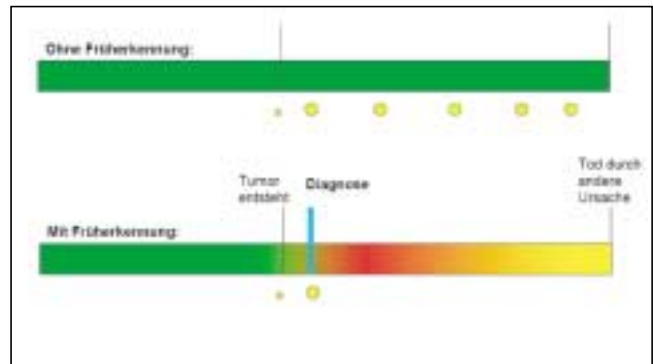 Ohne Früherkennung:
Tumor
entsteht
Diagnose
Tod durch
andere
Ursache
Mit Früherkennung: